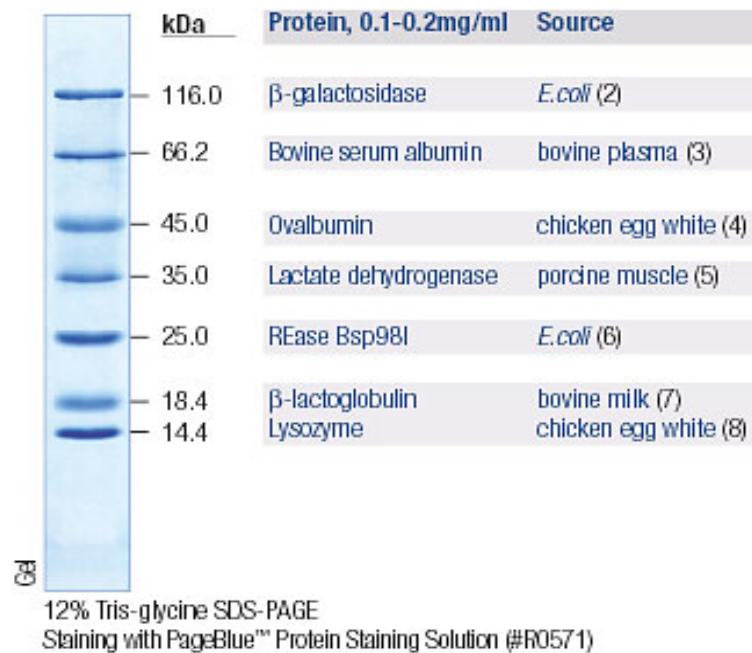 kDa Protein, 0.1-0.2mg/ml Source
116.0 β-galactosidase E.coli (2)
66.2 Bovine serum albumin bovine plasma (3)
45.0 Ovalbumin chicken egg white (4)
35.0 Lactate dehydrogenase porcine muscle (5)
25.0 REase Bsp98I E.coli (6)
18.4 β-lactoglobulin bovine milk (7)
14.4 Lysozyme chicken egg white (8)
Gel
12% Tris-glycine SDS-PAGE
Staining with PageBlue™ Protein Staining Solution (#R0571)